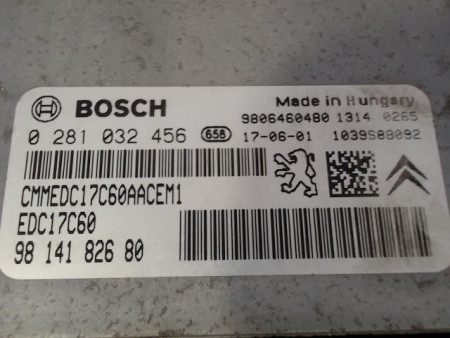 BOSCH
Made in Hungary
9806460480 1314 0265
0 281 032 456 658 17-06-01 1039S88092
CMMEDC17C60AACEM1
EDC17C60
98 141 826 80